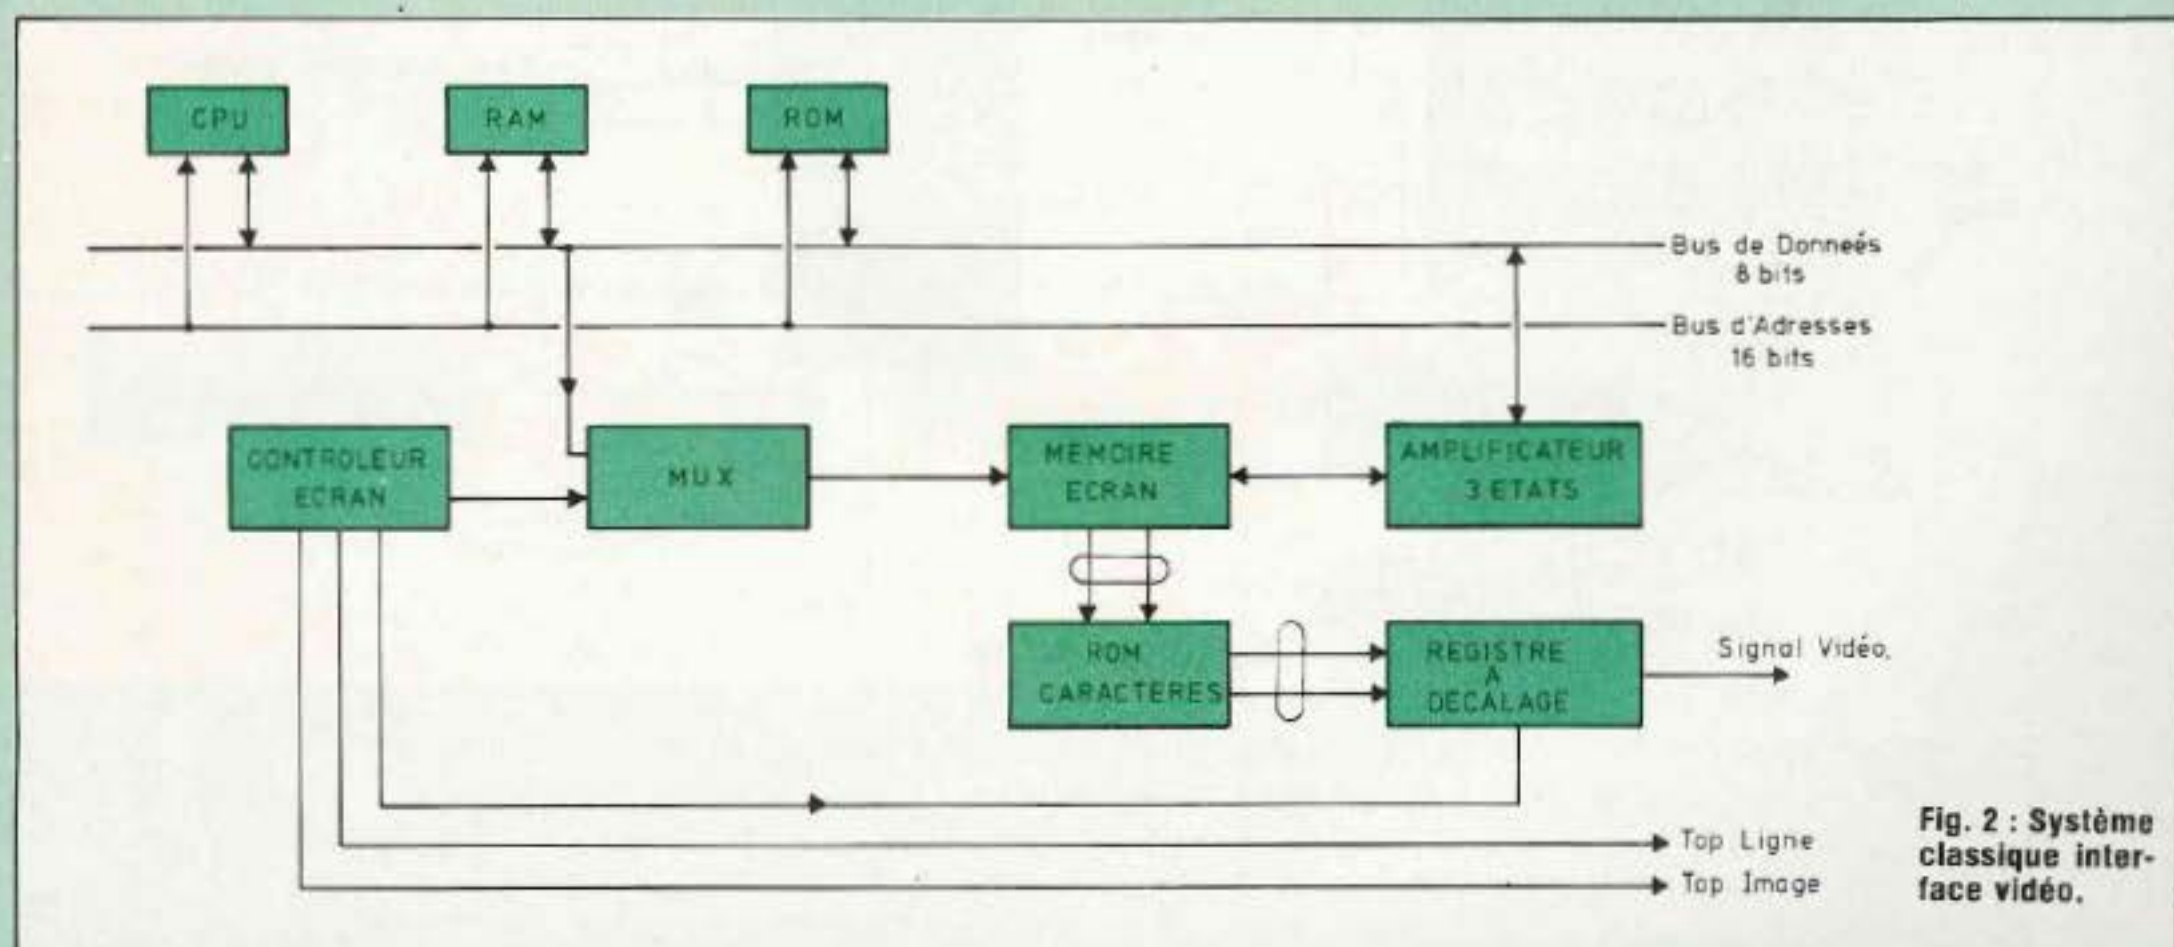 CPU
RAM
ROM
Bus de Donneés
8 bits
Bus d'Adresses
16 bits
CONTROLEUR
ECRAN
MUX
MEMOIRE
ECRAN
AMPLIFICATEUR
3 ETATS
ROM
CARACTERES
REGISTRE
A
DECALAGE
Signal Vidéo.
Top Ligne
Top Image
Fig. 2 : Système
classique inter-
face vidéo.